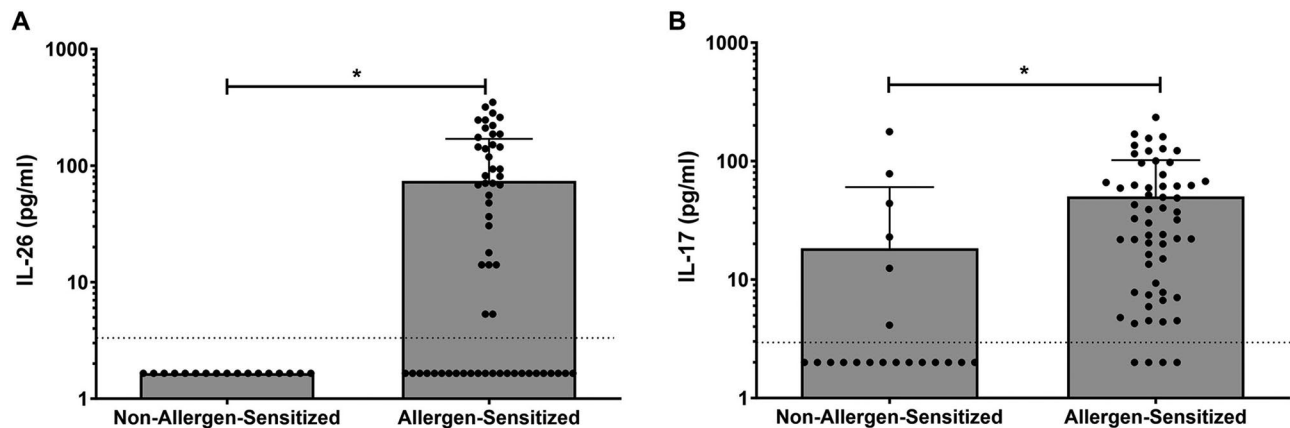 A
IL-26 (pg/ml)
1000
100
10
1
*
Non-Allergen-Sensitized
Allergen-Sensitized
B
IL-17 (pg/ml)
1000
100
10
1
*
Non-Allergen-Sensitized
Allergen-Sensitized